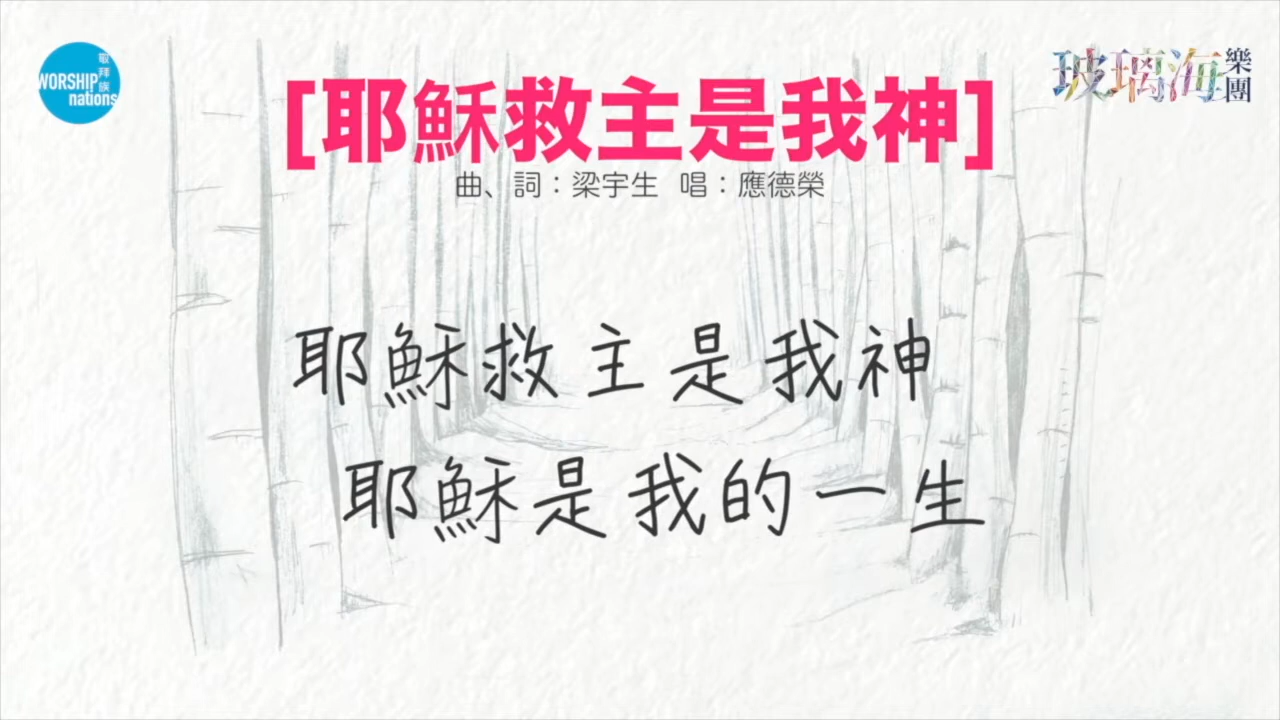 敬拜族
WORSHIP
nations
玻璃海樂團
[耶穌救主是我神]
曲、詞：梁宇生 唱：應德榮
耶穌救主是我神
耶穌是我的一生